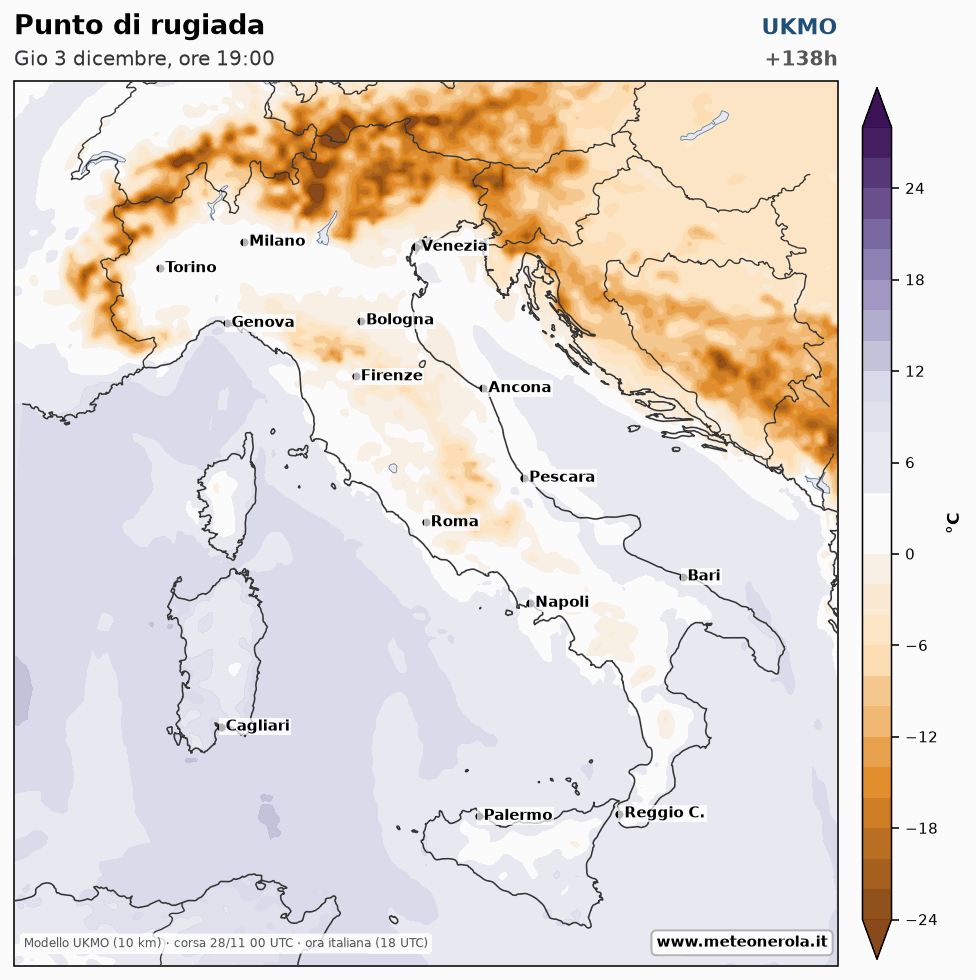 Punto di rugiada
UKMO
Gio 3 dicembre, ore 19:00
+138h
24
18
12
6
0
−6
−12
−18
−24
°C
Milano
Venezia
Torino
Genova
Bologna
Firenze
Ancona
Pescara
Roma
Bari
Napoli
Cagliari
Palermo
Reggio C.
Modello UKMO (10 km) · corsa 28/11 00 UTC · ora italiana (18 UTC)
www.meteonerola.it